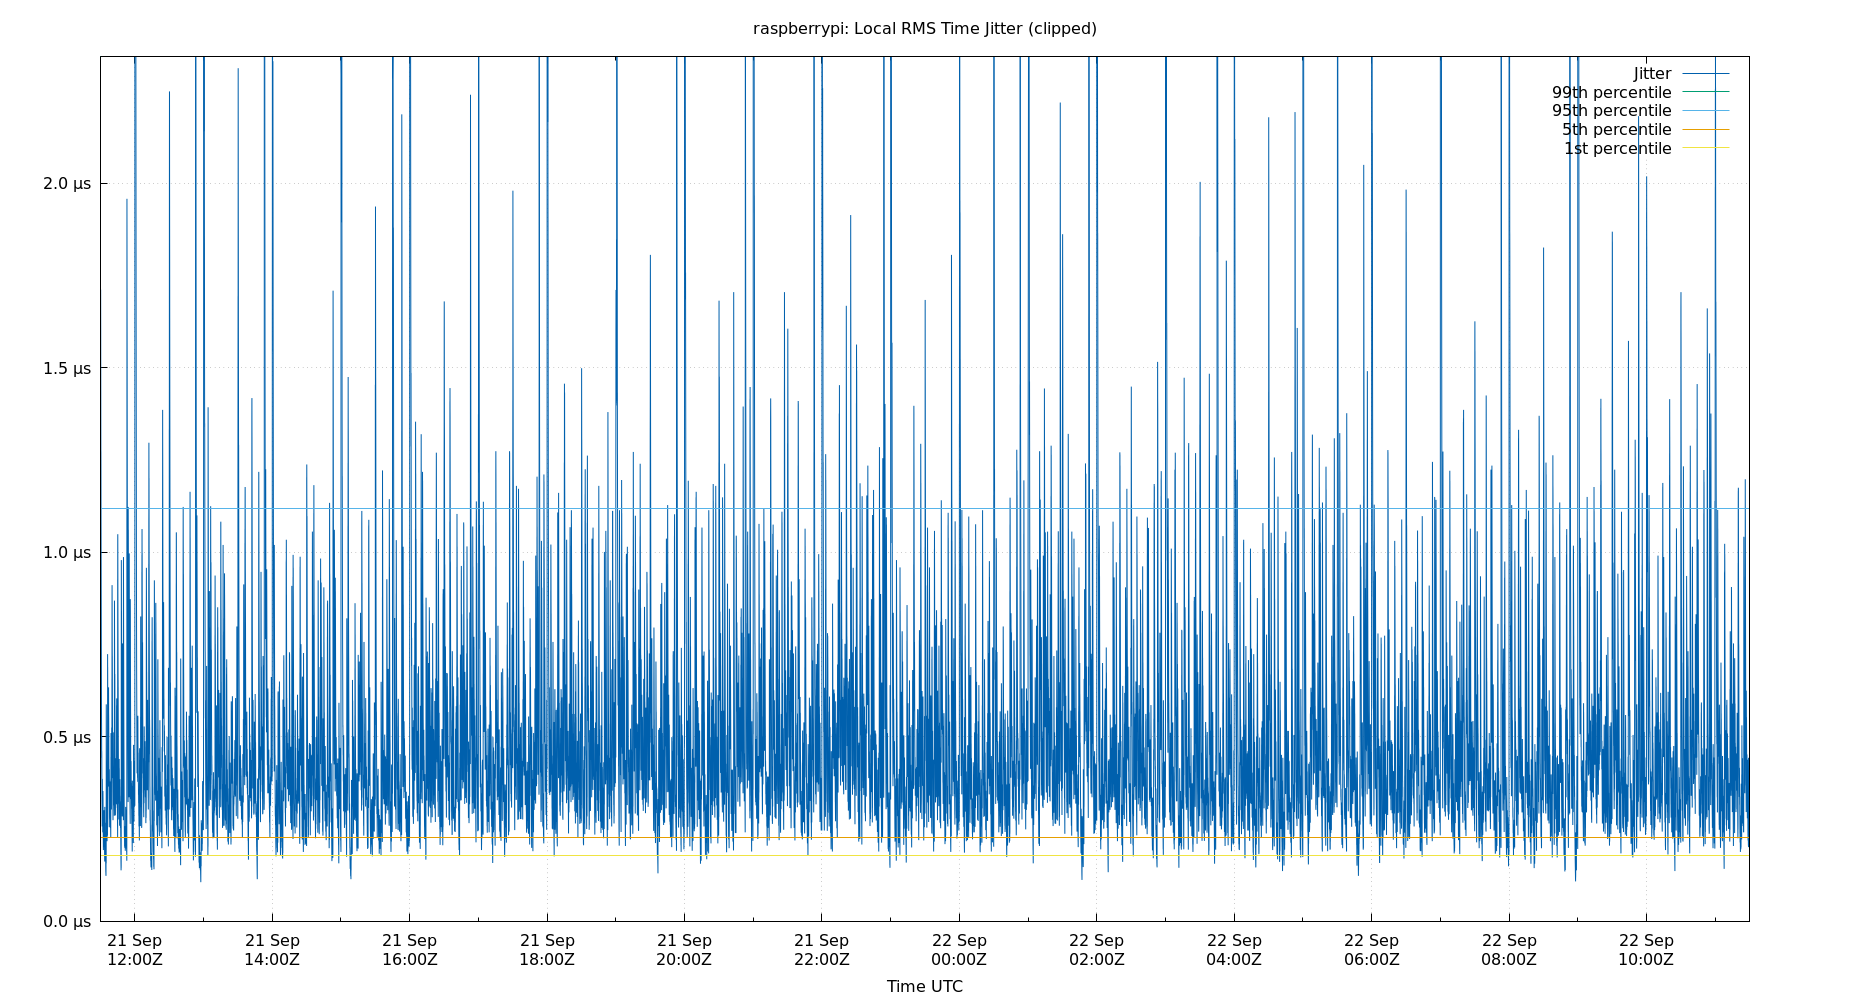 raspberrypi: Local RMS Time Jitter (clipped)
Jitter
99th percentile
95th percentile
5th percentile
1st percentile
2.0 µs
1.5 µs
1.0 µs
0.5 µs
0.0 µs
21 Sep 21 Sep 21 Sep 21 Sep 21 Sep 21 Sep 22 Sep 22 Sep 22 Sep 22 Sep 22 Sep 22 Sep
12:00Z 14:00Z 16:00Z 18:00Z 20:00Z 22:00Z 00:00Z 02:00Z 04:00Z 06:00Z 08:00Z 10:00Z
Time UTC